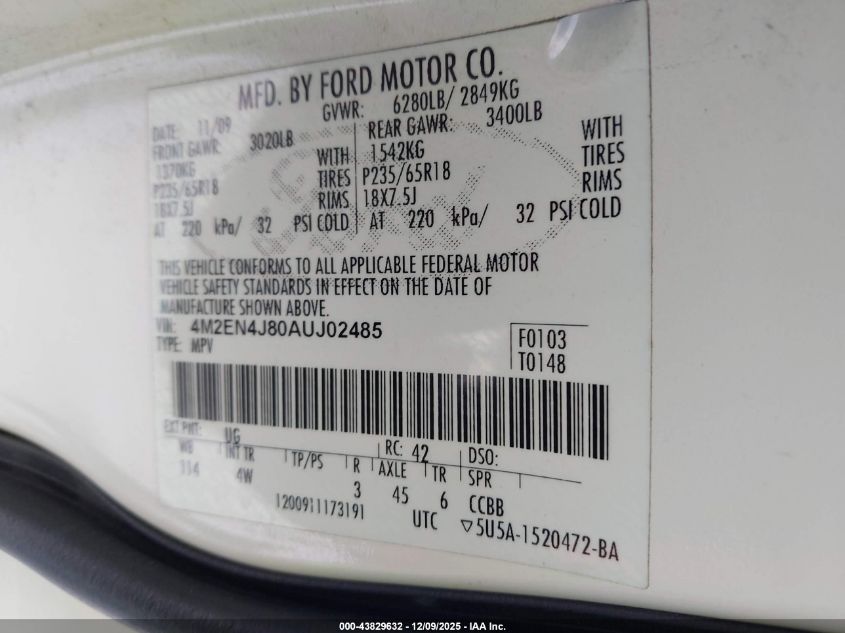 MFD. BY FORD MOTOR CO.
DATE: 11/09 GVWR: 6280LB/ 2849KG
FRONT GAWR: 3020LB REAR GAWR: 3400LB
1370KG WITH 1542KG WITH
P235/65R18 TIRES P235/65R18 TIRES
18X7.5J RIMS 18X7.5J RIMS
AT 220 kPa/ 32 PSI COLD AT 220 kPa/ 32 PSI COLD
THIS VEHICLE CONFORMS TO ALL APPLICABLE FEDERAL MOTOR
VEHICLE SAFETY STANDARDS IN EFFECT ON THE DATE OF
MANUFACTURE SHOWN ABOVE.
VIN: 4M2EN4J80AUJ02485
TYPE: MPV
F0103
T0148
EXT PNT: UG RC: 42 DSO:
WB INT TR TP/PS R AXLE TR SPR
114 4W 3 45 6 CCBB
1200911173191 UTC ▽5U5A-1520472-BA
000-43829632 - 12/09/2025 - IAA Inc.